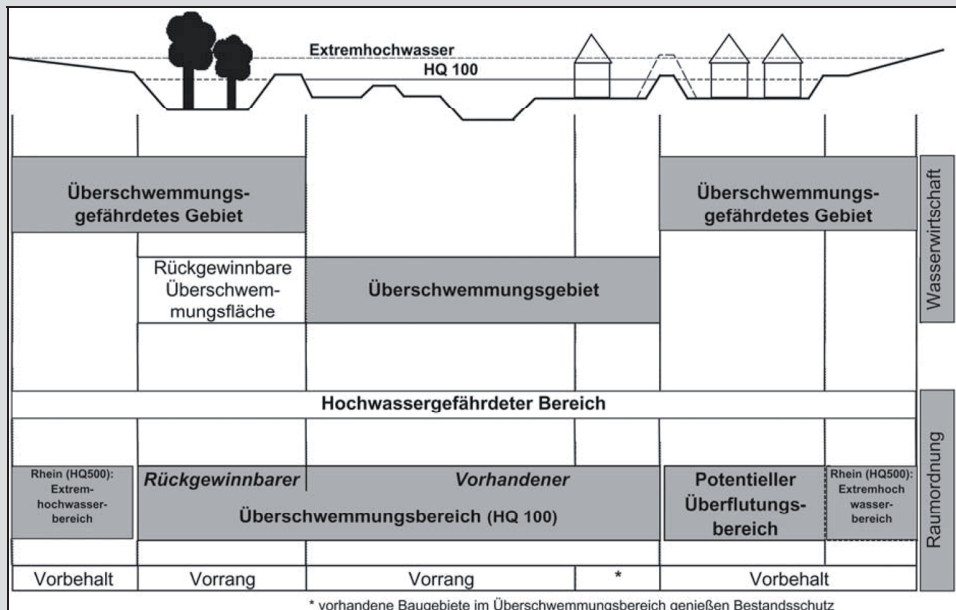 Extremhochwasser
HQ 100
Überschwemmungs-
gefährdetes Gebiet
Überschwemmungs-
gefährdetes Gebiet
Wasserwirtschaft
Rückgewinnbare
Überschwem-
mungsfläche
Überschwemmungsgebiet
Hochwassergefährdeter Bereich
Raumordnung
Rhein (HQ500):
Extrem-
hochwasser-
bereich
Rückgewinnbarer
Vorhandener
Überschwemmungsbereich (HQ 100)
Potentieller
Überflutungs-
bereich
Rhein (HQ500):
Extremhoch
wasser-
bereich
Vorbehalt
Vorrang
Vorrang
*
Vorbehalt
* vorhandene Baugebiete im Überschwemmungsbereich genießen Bestandsschutz